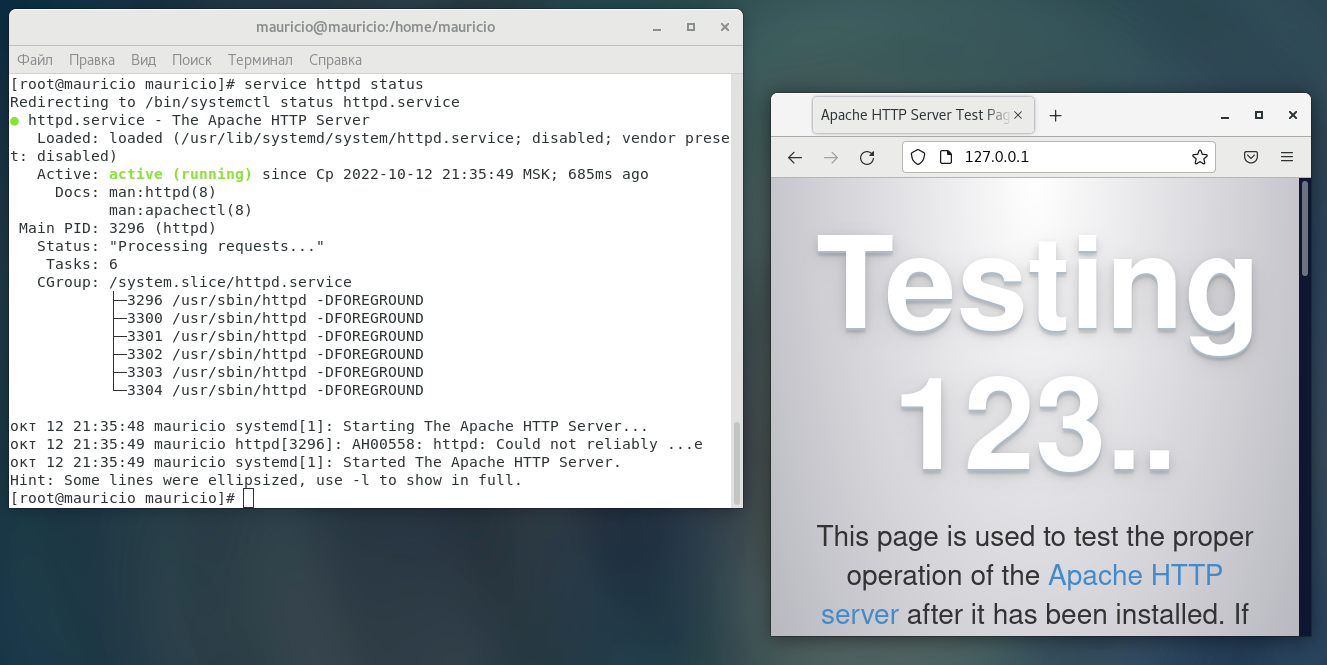 mauricio@mauricio:/home/mauricio
Файл Правка Вид Поиск Терминал Справка
[root@mauricio mauricio]# service httpd status
Redirecting to /bin/systemctl status httpd.service
● httpd.service - The Apache HTTP Server
   Loaded: loaded (/usr/lib/systemd/system/httpd.service; disabled; vendor prese
t: disabled)
   Active: active (running) since Ср 2022-10-12 21:35:49 MSK; 685ms ago
     Docs: man:httpd(8)
           man:apachectl(8)
 Main PID: 3296 (httpd)
   Status: "Processing requests..."
    Tasks: 6
   CGroup: /system.slice/httpd.service
           ├─3296 /usr/sbin/httpd -DFOREGROUND
           ├─3300 /usr/sbin/httpd -DFOREGROUND
           ├─3301 /usr/sbin/httpd -DFOREGROUND
           ├─3302 /usr/sbin/httpd -DFOREGROUND
           ├─3303 /usr/sbin/httpd -DFOREGROUND
           └─3304 /usr/sbin/httpd -DFOREGROUND
окт 12 21:35:48 mauricio systemd[1]: Starting The Apache HTTP Server...
окт 12 21:35:49 mauricio httpd[3296]: AH00558: httpd: Could not reliably ...e
окт 12 21:35:49 mauricio systemd[1]: Started The Apache HTTP Server.
Hint: Some lines were ellipsized, use -l to show in full.
[root@mauricio mauricio]#
Apache HTTP Server Test Pag
127.0.0.1
Testing
123..
This page is used to test the proper
operation of the Apache HTTP
server after it has been installed. If